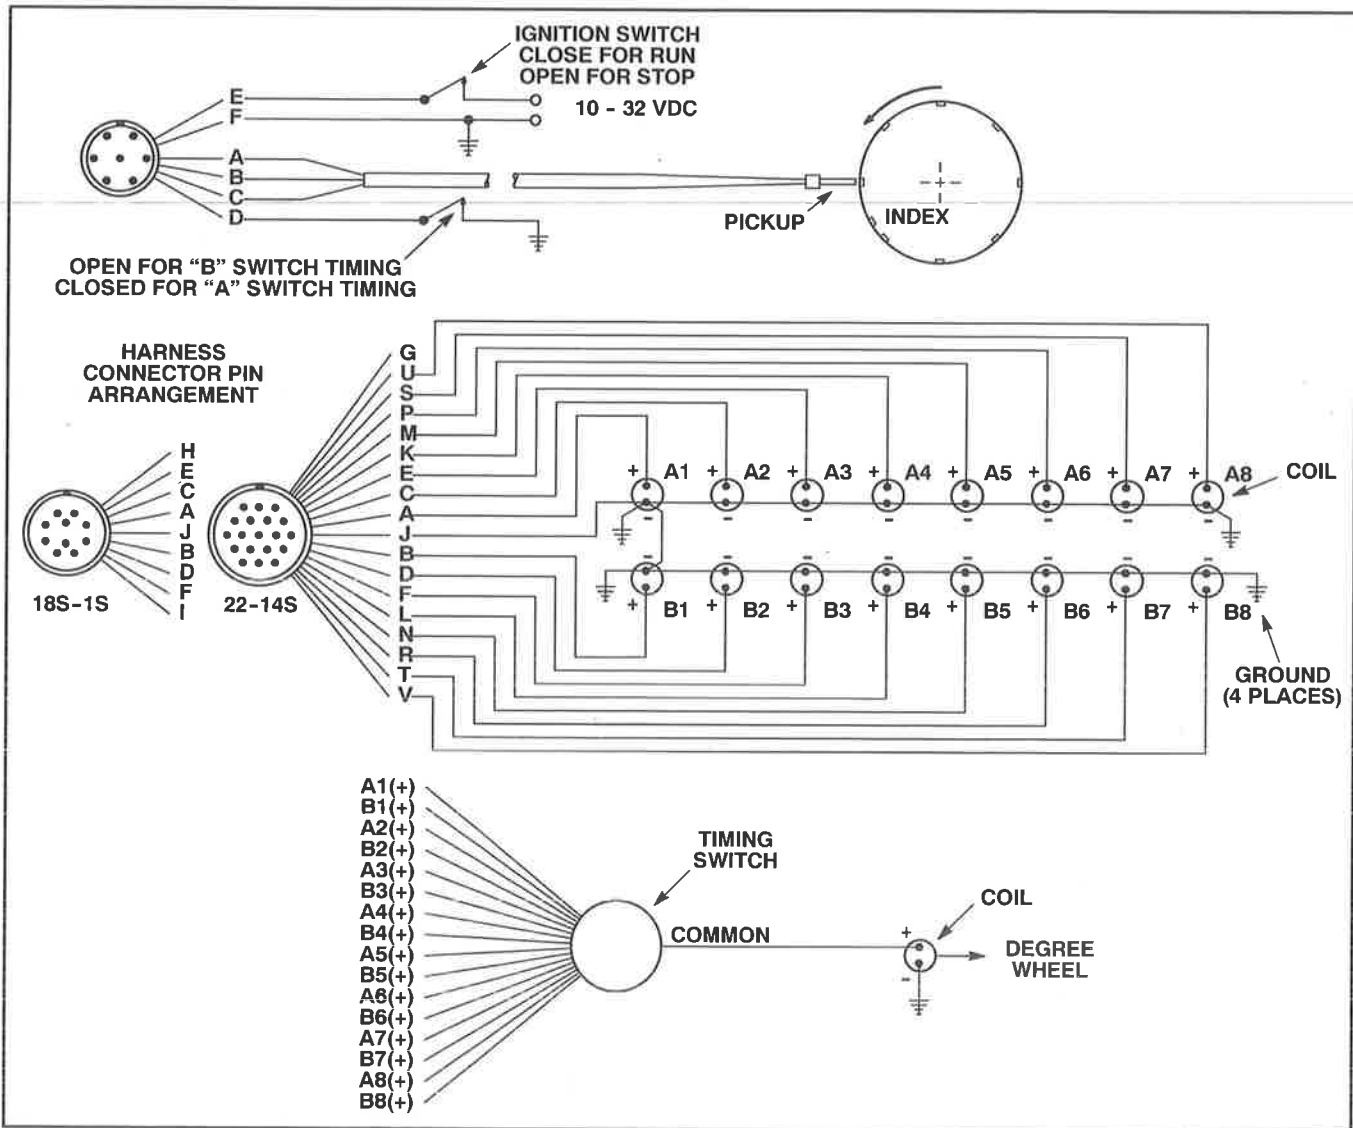 IGNITION SWITCH
CLOSE FOR RUN
OPEN FOR STOP
10 - 32 VDC
E
F
A
B
C
D
PICKUP
INDEX
OPEN FOR “B” SWITCH TIMING
CLOSED FOR “A” SWITCH TIMING
HARNESS
CONNECTOR PIN
ARRANGEMENT
H
E
C
A
J
B
D
F
I
18S-1S
22-14S
G
U
S
P
M
K
E
C
A
J
B
D
F
L
N
R
T
V
+ A1 + A2 + A3 + A4 + A5 + A6 + A7 + A8
COIL
- - - - - - - -
- - - - - - - -
+ B1 + B2 + B3 + B4 + B5 + B6 + B7 + B8
GROUND
(4 PLACES)
A1(+)
B1(+)
A2(+)
B2(+)
A3(+)
B3(+)
A4(+)
B4(+)
A5(+)
B5(+)
A6(+)
B6(+)
A7(+)
B7(+)
A8(+)
B8(+)
TIMING
SWITCH
COMMON
COIL
+
-
DEGREE
WHEEL